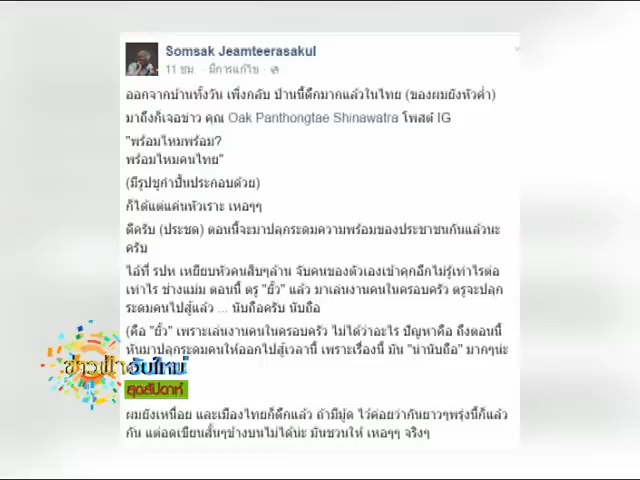 Somsak Jeamteerasakul
11 ชม. · มีการแก้ไข ·
ออกจากบ้านทั้งวัน เพิ่งกลับ ป่านนี้ดึกมากแล้วในไทย (ของผมยังหัวค่ำ)
มาถึงก็เจอข่าว คุณ Oak Panthongtae Shinawatra โพสต์ IG
"พร้อมไหมพร้อม?
พร้อมไหมคนไทย"
(มีรูปชูกำปั้นประกอบด้วย)
ก็ได้แต่แค่นหัวเราะ เหอๆๆ
ดีครับ (ประชด) ตอนนี้จะมาปลุกระดมความพร้อมของประชาชนกันแล้วนะ
ครับ
ไอ้ที่ รปห เหยียบหัวคนสิบๆล้าน จับคนของตัวเองเข้าคุกอีกไม่รู้เท่าไรต่อ
เท่าไร ช่างแม่ม ตอนนี้ ตรู "ยั้ว" แล้ว มาเล่นงานคนในครอบครัว ตรูจะปลุก
ระดมคนไปสู้แล้ว ... นับถือครับ นับถือ
(คือ "ยั้ว" เพราะเล่นงานคนในครอบครัว ไม่ได้ว่าอะไร ปัญหาคือ ถึงตอนนี้
หันมาปลุกระดมคนให้ออกไปสู้เวลานี้ เพราะเรื่องนี้ มัน "น่านับถือ" มากๆน่ะ
ข่าวเช้าวันใหม่
สุดสัปดาห์
ผมยังเหนื่อย และเมืองไทยก็ดึกแล้ว ถ้ามีมู้ด ไว้ค่อยว่ากันยาวๆพรุ่งนี้ก็แล้ว
กัน แต่อดเขียนสั้นๆข้างบนไม่ได้น่ะ มันชวนให้ เหอๆๆ จริงๆ